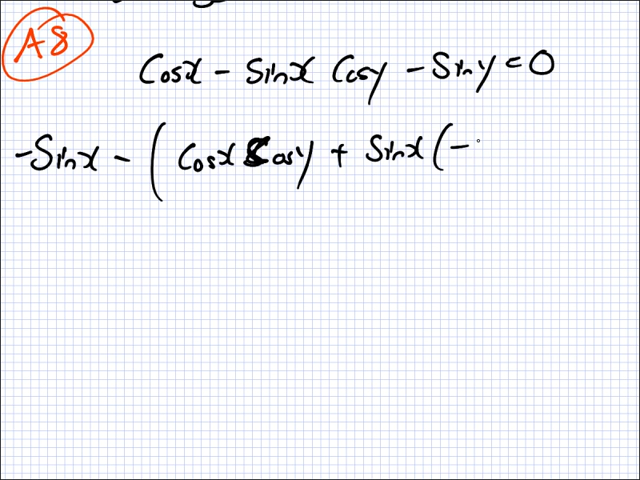 A8
Cosx - Sinx Cosy - Siny = 0
-Sinx - ( Cosx Cosy + Sinx ( -